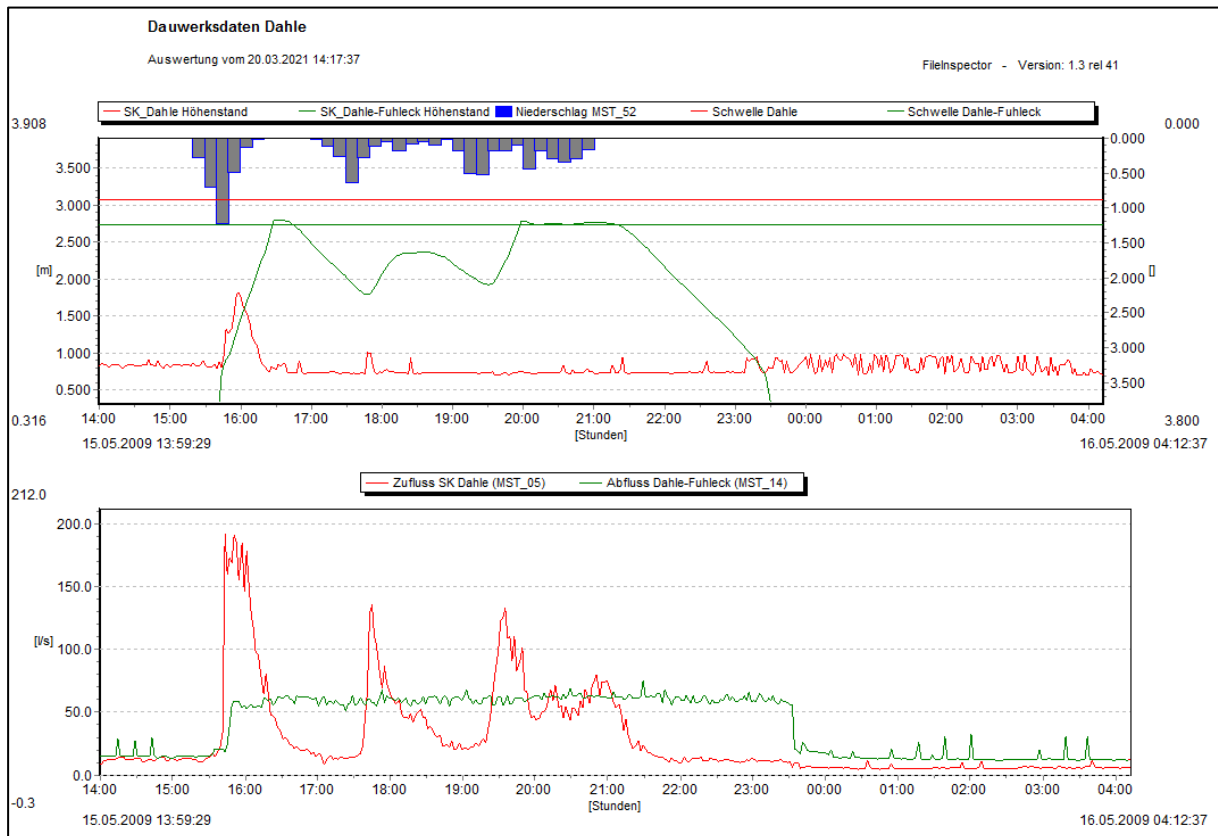 Dauwerksdaten Dahle
Auswertung vom 20.03.2021 14:17:37
FileInspector - Version: 1.3 rel 41
SK_Dahle Höhenstand SK_Dahle-Fuhleck Höhenstand Niederschlag MST_52 Schwelle Dahle Schwelle Dahle-Fuhleck
3.908 0.000
0.000
3.500
0.500
3.000
1.000
2.500
1.500
[m] 2.000 2.000 []
1.500
2.500
1.000
3.000
0.500
3.500
14:00 15:00 16:00 17:00 18:00 19:00 20:00 21:00 22:00 23:00 00:00 01:00 02:00 03:00 04:00
0.316 [Stunden] 3.800
15.05.2009 13:59:29 16.05.2009 04:12:37
Zufluss SK Dahle (MST_05) Abfluss Dahle-Fuhleck (MST_14)
212.0
200.0
150.0
[l/s]
100.0
50.0
0.0
14:00 15:00 16:00 17:00 18:00 19:00 20:00 21:00 22:00 23:00 00:00 01:00 02:00 03:00 04:00
-0.3 [Stunden]
15.05.2009 13:59:29 16.05.2009 04:12:37